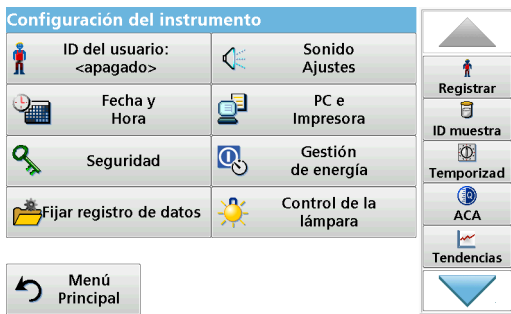 Configuración del instrumento
ID del usuario:
<apagado>
Sonido
Ajustes
Fecha y
Hora
PC e
Impresora
Seguridad
Gestión
de energía
Fijar registro de datos
Control de la
lámpara
Menú
Principal
Registrar
ID muestra
Temporizad
ACA
Tendencias